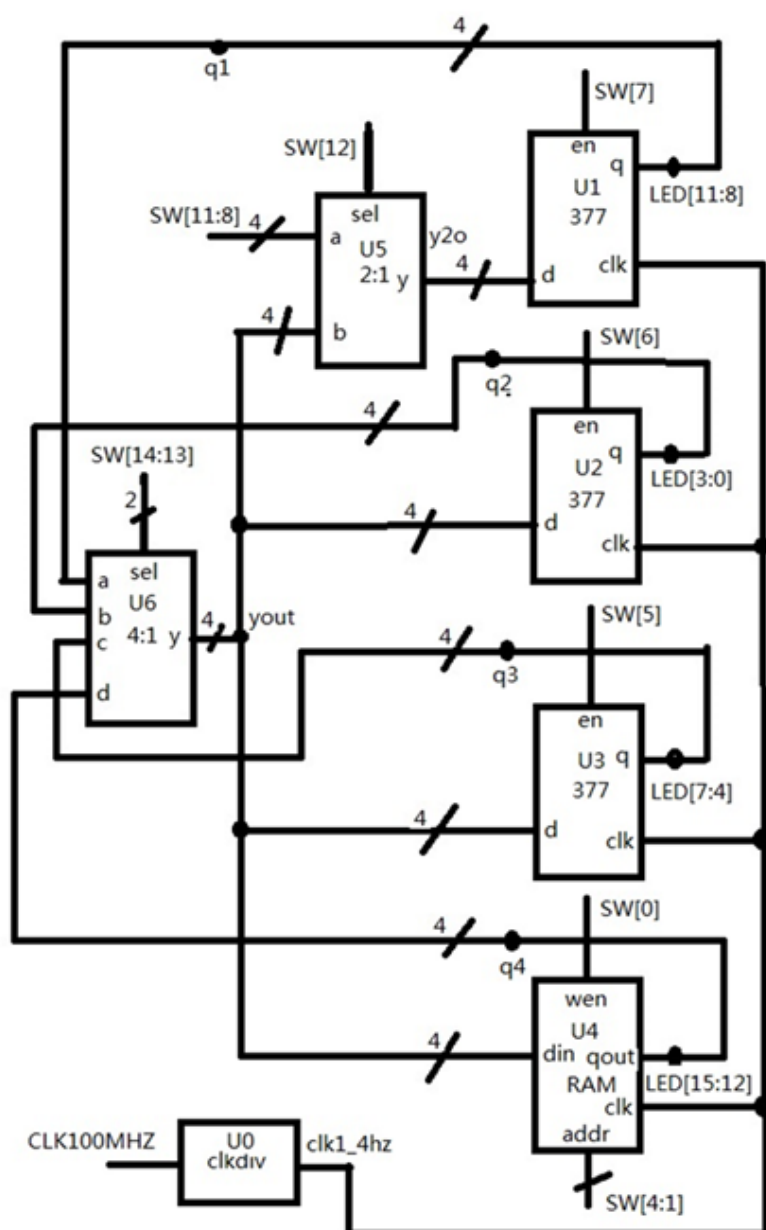 4
q1
SW[7]
en
q
U1
377
LED[11:8]
clk
d
SW[12]
SW[11:8]
4
sel
a
U5
2:1
y
b
y2o
4
4
SW[6]
q2
4
en
q
U2
377
LED[3:0]
d
clk
4
SW[14:13]
2
sel
a
U6
b
4:1
y
c
d
4
yout
SW[5]
4
q3
en
U3
q
377
LED[7:4]
d
clk
4
SW[0]
4
q4
wen
U4
din
qout
RAM
LED[15:12]
clk
addr
4
SW[4:1]
CLK100MHZ
U0
clkdiv
clk1_4hz